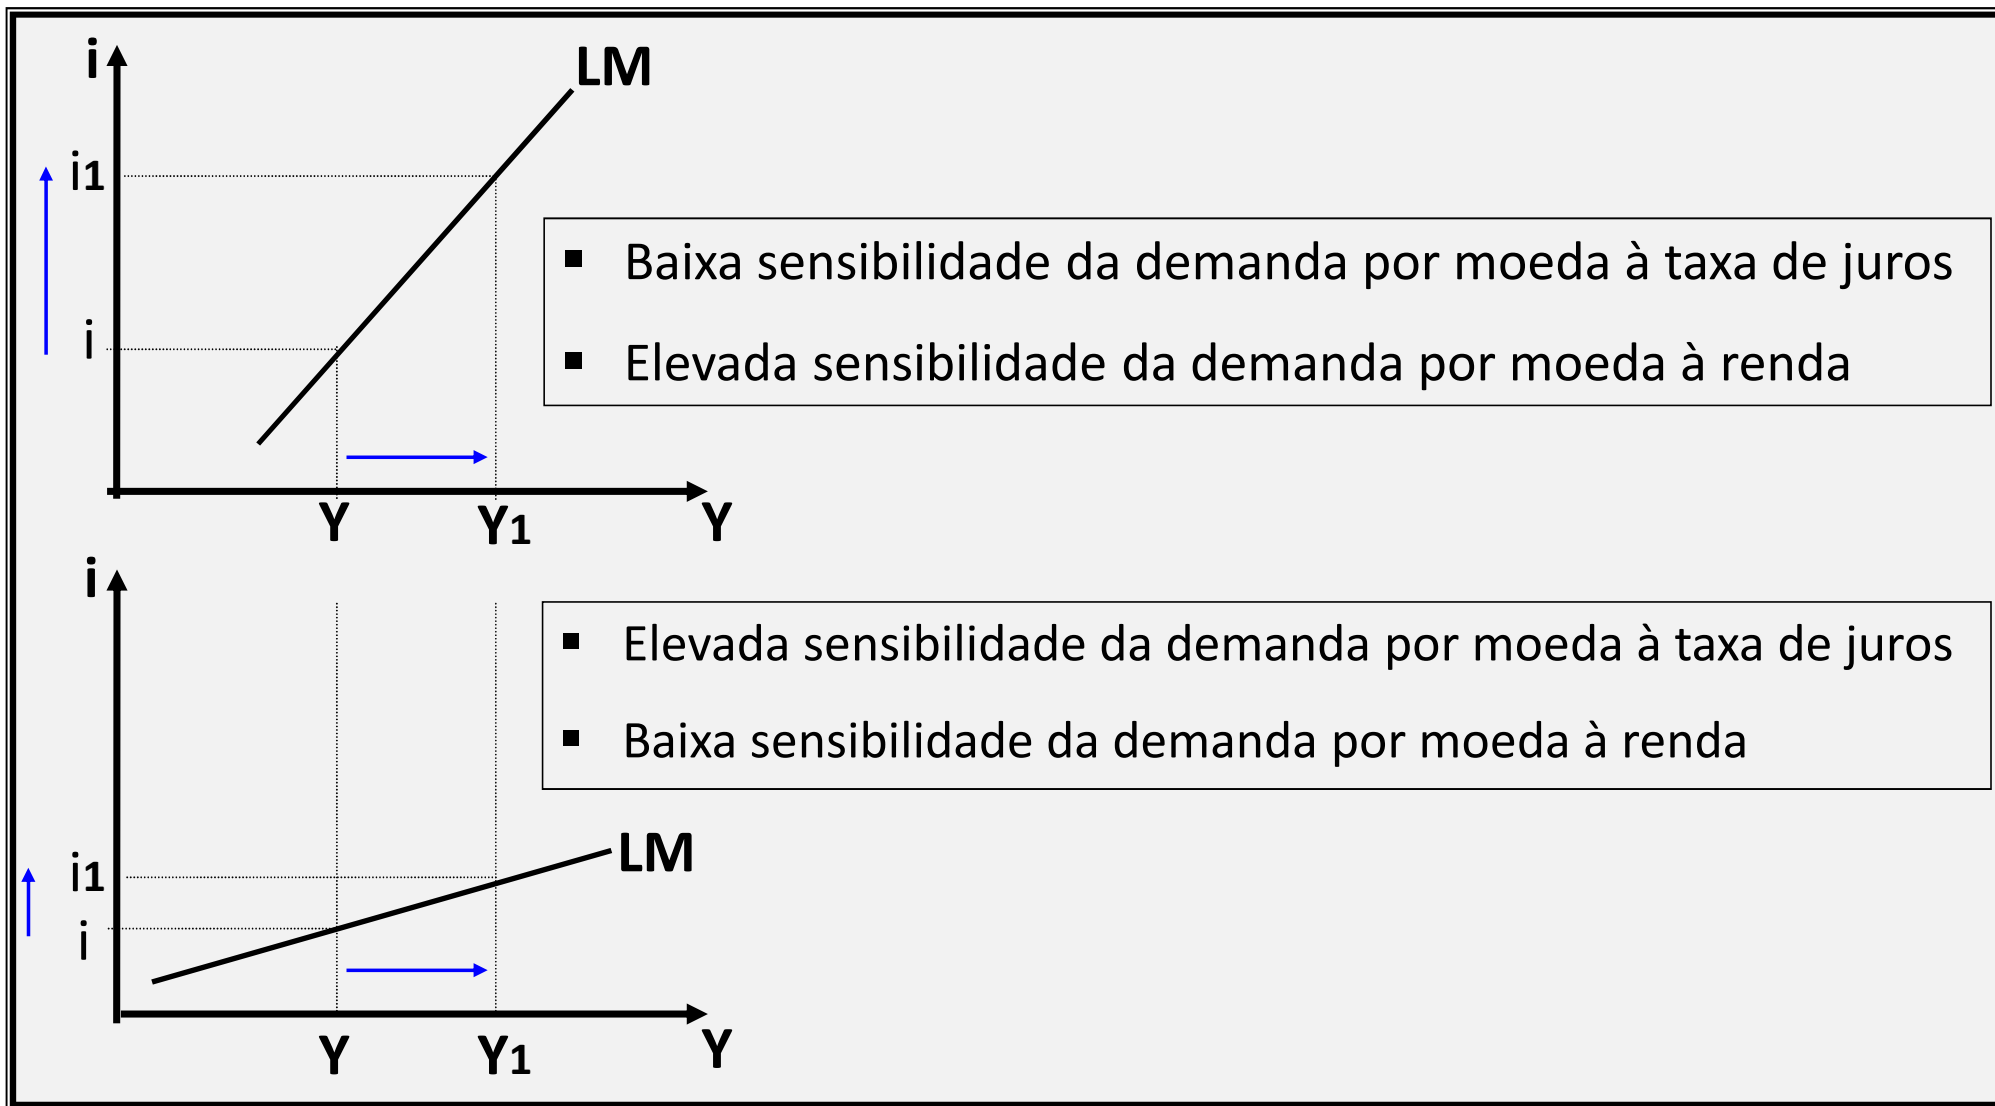 i
LM
i1
▪ Baixa sensibilidade da demanda por moeda à taxa de juros
i
▪ Elevada sensibilidade da demanda por moeda à renda
Y Y1 Y
i
▪ Elevada sensibilidade da demanda por moeda à taxa de juros
▪ Baixa sensibilidade da demanda por moeda à renda
LM
i1
i
Y Y1 Y